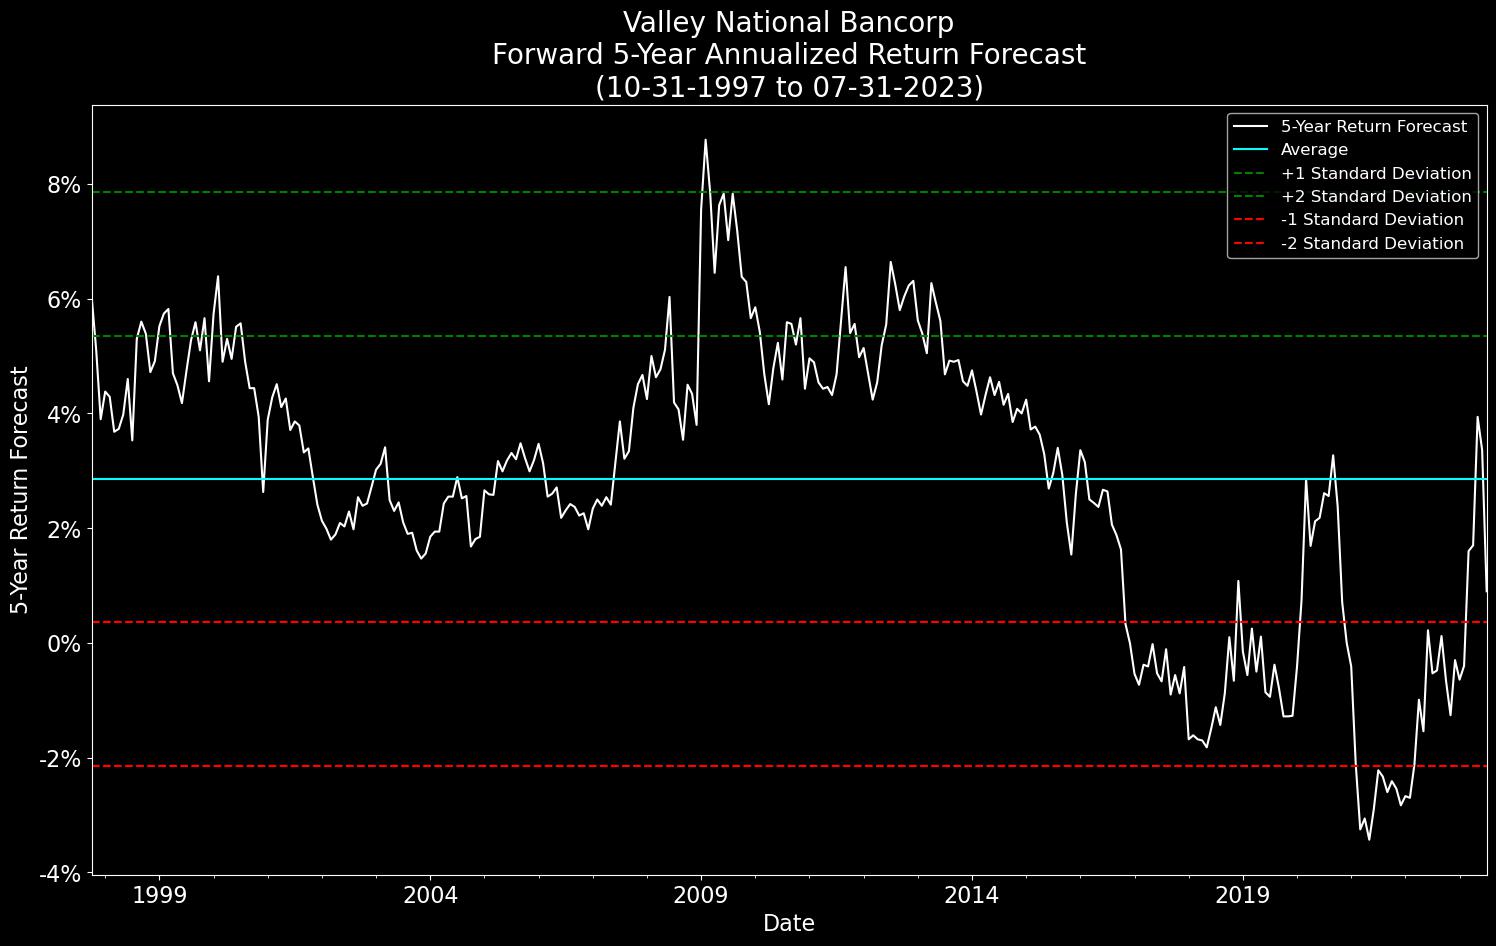 Valley National Bancorp
Forward 5-Year Annualized Return Forecast
(10-31-1997 to 07-31-2023)
5-Year Return Forecast
Average
+1 Standard Deviation
+2 Standard Deviation
-1 Standard Deviation
-2 Standard Deviation
5-Year Return Forecast
8%
6%
4%
2%
0%
-2%
-4%
1999 2004 2009 2014 2019
Date